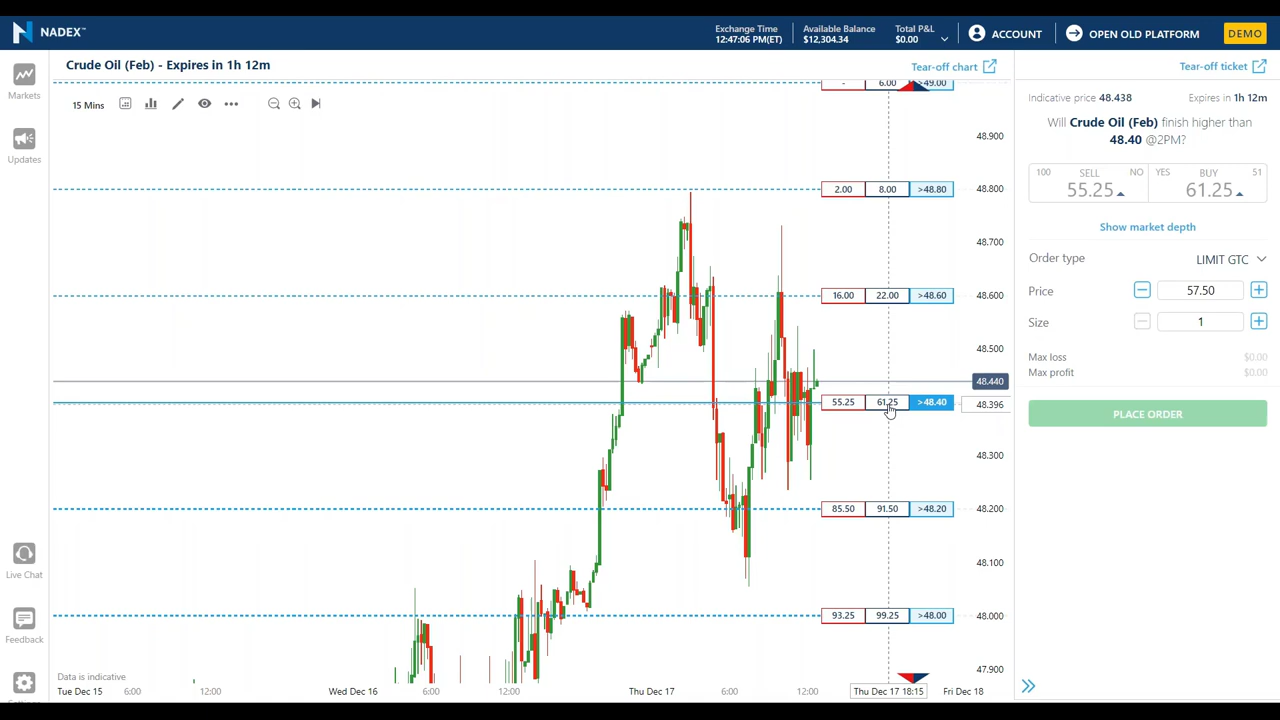 NADEX™
Exchange Time
12:47:06 PM(ET)
Available Balance
$12,304.34
Total P&L
$0.00
ACCOUNT
OPEN OLD PLATFORM
DEMO
Markets
Updates
Live Chat
Feedback
Crude Oil (Feb) - Expires in 1h 12m
Tear-off chart
15 Mins
- 6.00 >49.00
48.900
2.00 8.00 >48.80 48.800
48.700
16.00 22.00 >48.60 48.600
48.500
48.440
55.25 61.25 >48.40 48.396
48.300
85.50 91.50 >48.20 48.200
48.100
93.25 99.25 >48.00 48.000
47.900
Data is indicative
Tue Dec 15 6:00 12:00 Wed Dec 16 6:00 12:00 Thu Dec 17 6:00 12:00 Thu Dec 17 18:15 Fri Dec 18
Tear-off ticket
Indicative price 48.438 Expires in 1h 12m
Will Crude Oil (Feb) finish higher than
48.40 @2PM?
100 SELL NO YES BUY 51
55.25 61.25
Show market depth
Order type LIMIT GTC
Price 57.50
Size 1
Max loss $0.00
Max profit $0.00
PLACE ORDER